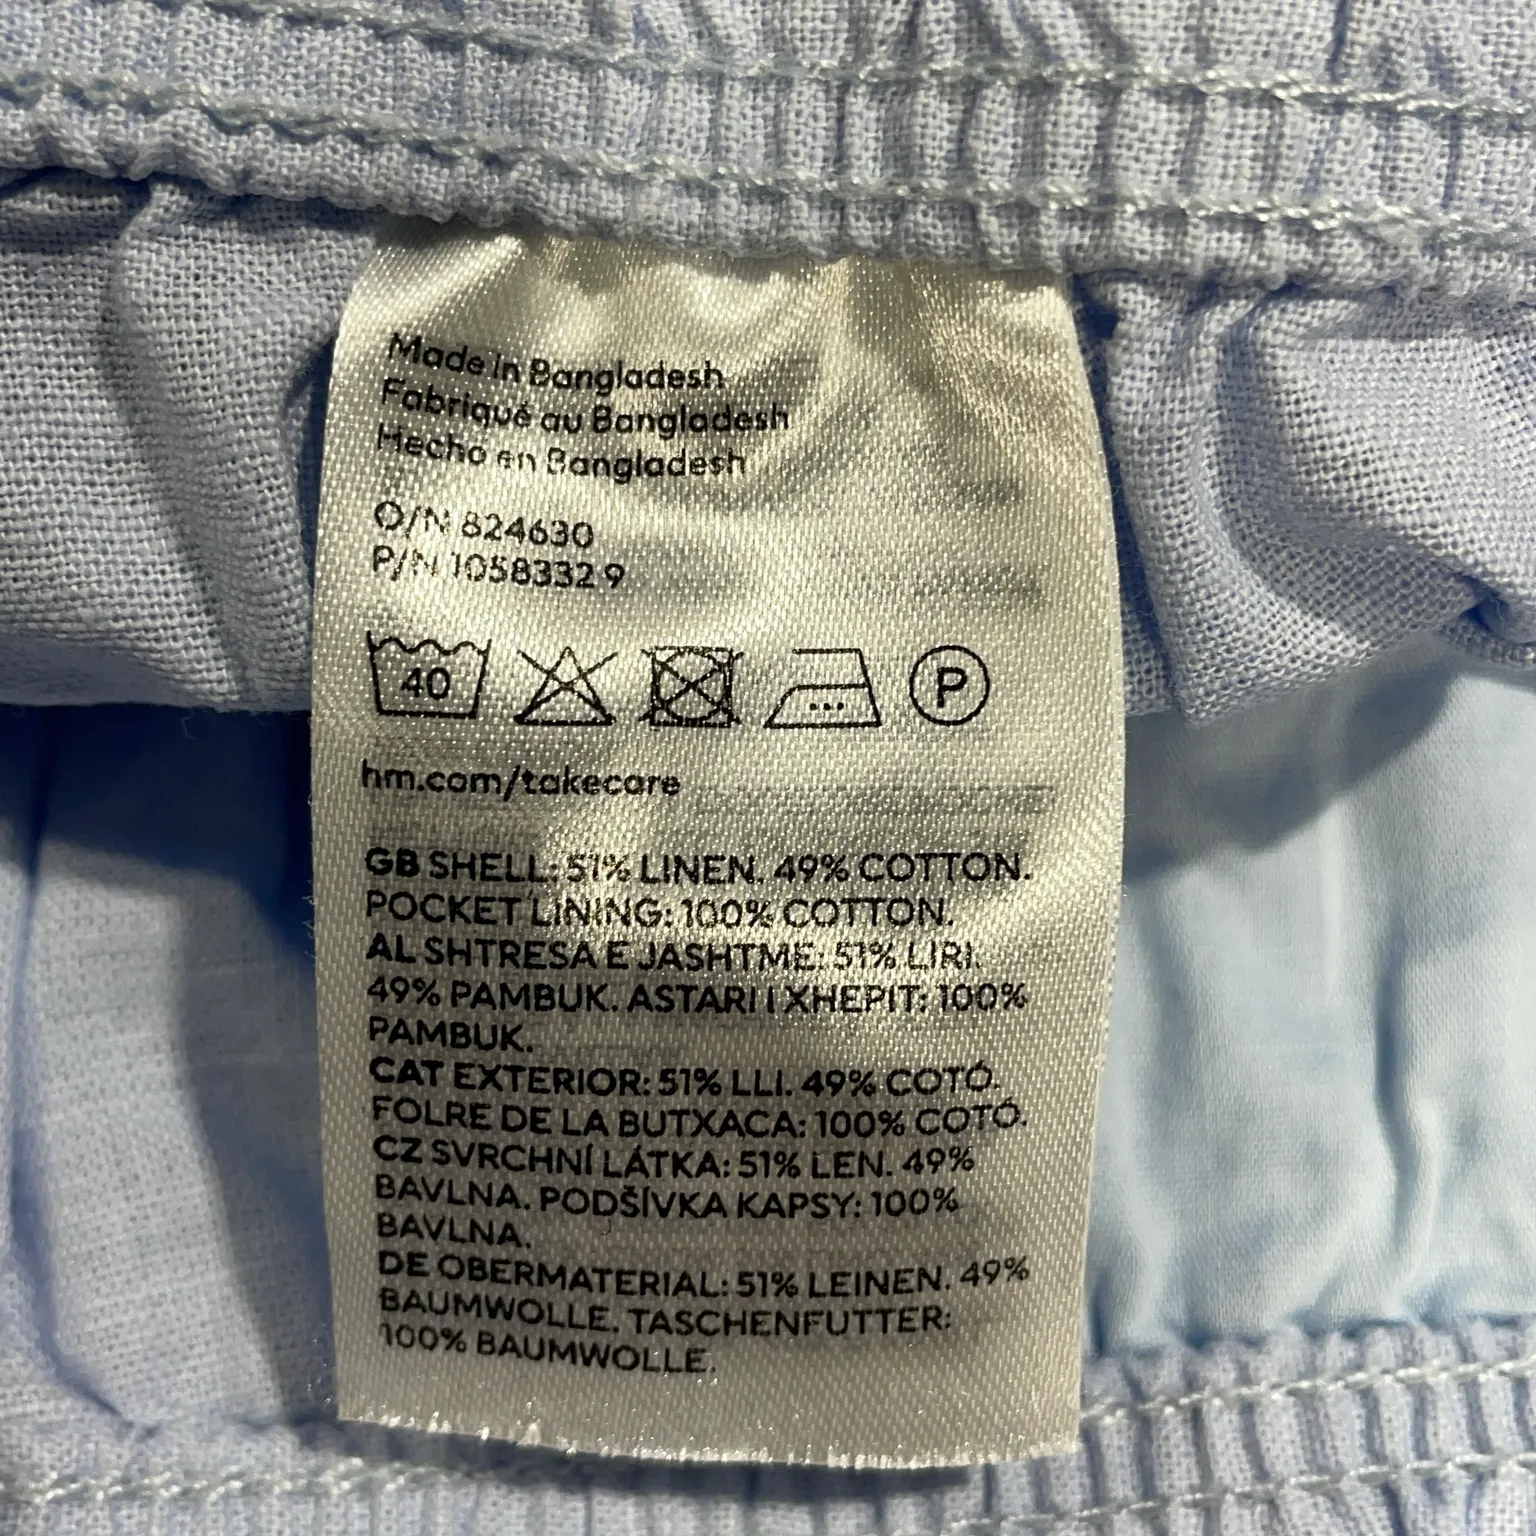 Made in Bangladesh
Fabriqué au Bangladesh
Hecho en Bangladesh
O/N 824630
P/N 1058332 9
40
P
hm.com/takecare
GB SHELL: 51% LINEN. 49% COTTON.
POCKET LINING: 100% COTTON.
AL SHTRESA E JASHTME: 51% LIRI.
49% PAMBUK. ASTARI I XHEPIT: 100%
PAMBUK.
CAT EXTERIOR: 51% LLI. 49% COTÓ.
FOLRE DE LA BUTXACA: 100% COTÓ.
CZ SVRCHNÍ LÁTKA: 51% LEN. 49%
BAVLNA. PODŠÍVKA KAPSY: 100%
BAVLNA.
DE OBERMATERIAL: 51% LEINEN. 49%
BAUMWOLLE. TASCHENFUTTER:
100% BAUMWOLLE.